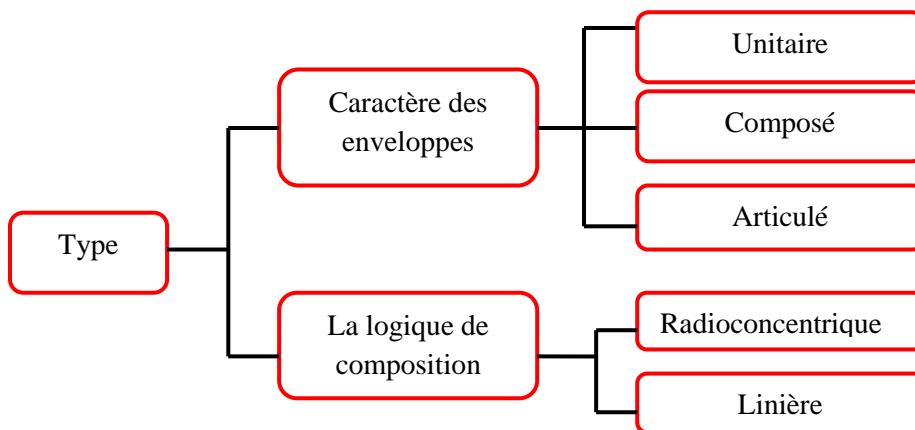 Type
Caractère des
enveloppes
Unitaire
Composé
Articulé
La logique de
composition
Radioconcentrique
Linière